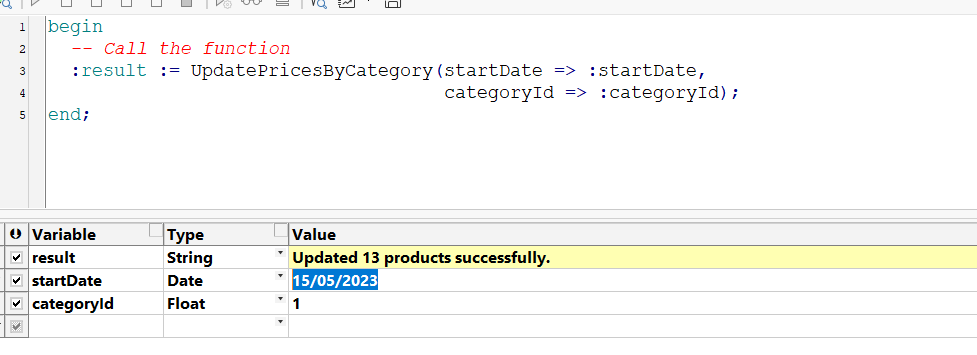 1 begin
2 -- Call the function
3 :result := UpdatePricesByCategory(startDate => :startDate,
4 categoryId => :categoryId);
5 end;
Variable Type Value
result String Updated 13 products successfully.
startDate Date 15/05/2023
categoryId Float 1